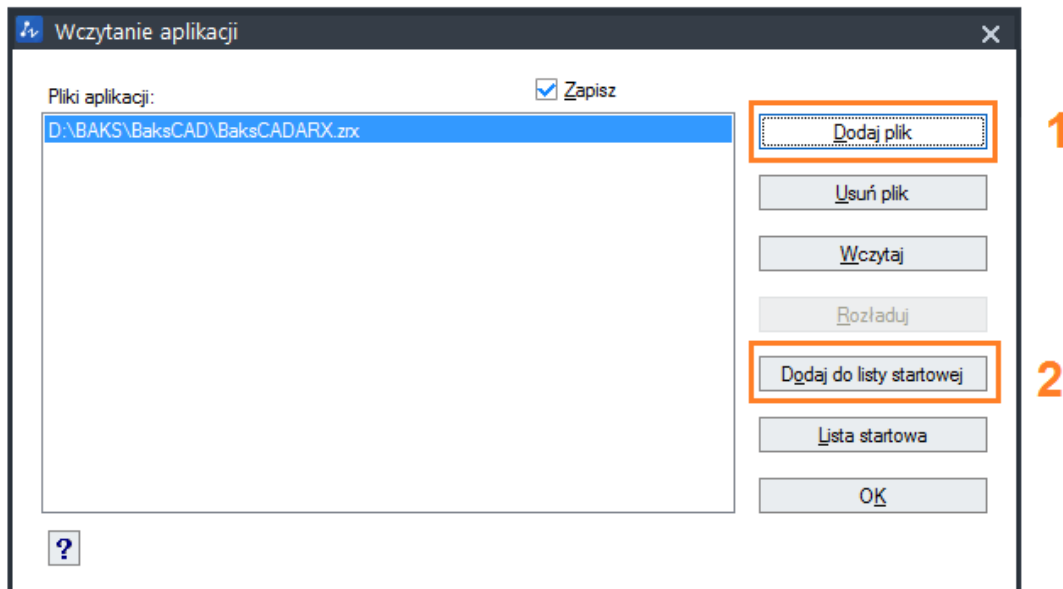 Wczytanie aplikacji
Pliki aplikacji:
Zapisz
D:\BAKS\BaksCAD\BaksCADARX.zrx
Dodaj plik
1
Usuń plik
Wczytaj
Rozładuj
Dodaj do listy startowej
2
Lista startowa
OK
?